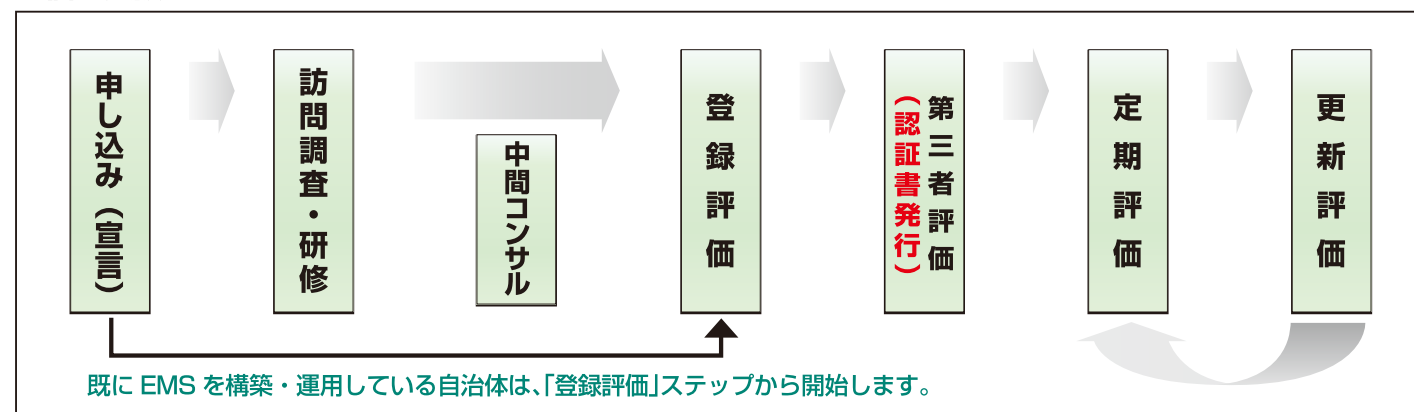 申し込み（宣言）
訪問調査・研修
中間コンサル
登録評価
第三者評価
（認証書発行）
定期評価
更新評価
既に EMS を構築・運用している自治体は、「登録評価」ステップから開始します。